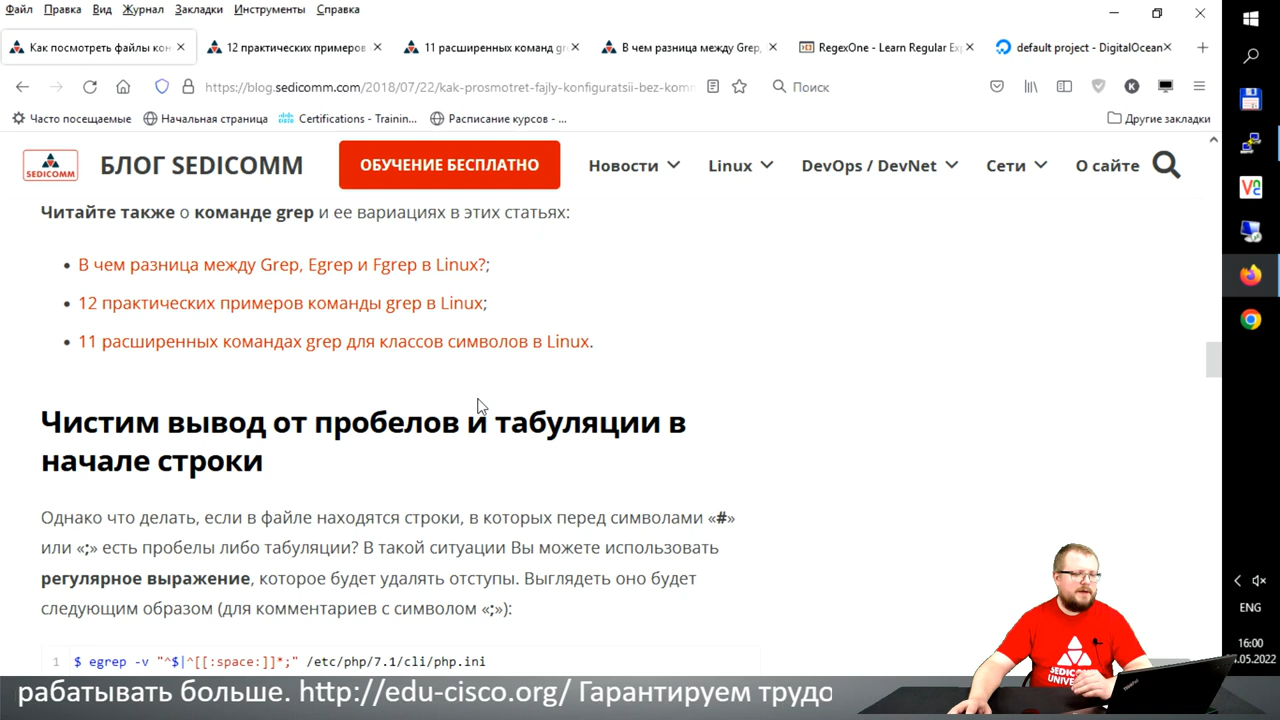 Файл Правка Вид Журнал Закладки Инструменты Справка
Как посмотреть файлы кон 12 практических примеров 11 расширенных команд gr В чем разница между Grep, RegexOne - Learn Regular Ex default project - DigitalOcean
https://blog.sedicomm.com/2018/07/22/kak-prosmotret-fajly-konfiguratsii-bez-komm Поиск
Часто посещаемые Начальная страница Certifications - Trainin... Расписание курсов - ... Другие закладки
SEDICOMM БЛОГ SEDICOMM ОБУЧЕНИЕ БЕСПЛАТНО Новости Linux DevOps / DevNet Сети О сайте
Читайте также о команде grep и ее вариациях в этих статьях:
• В чем разница между Grep, Egrep и Fgrep в Linux?;
• 12 практических примеров команды grep в Linux;
• 11 расширенных командах grep для классов символов в Linux.
Чистим вывод от пробелов и табуляции в
начале строки
Однако что делать, если в файле находятся строки, в которых перед символами «#»
или «;» есть пробелы либо табуляции? В такой ситуации Вы можете использовать
регулярное выражение, которое будет удалять отступы. Выглядеть оно будет
следующим образом (для комментариев с символом «;»):
1 $ egrep -v "^$|^[[:space:]]*;" /etc/php/7.1/cli/php.ini
ENG
16:00
.05.2022
SEDICOMM
рабатывать больше. http://edu-cisco.org/ Гарантируем трудо